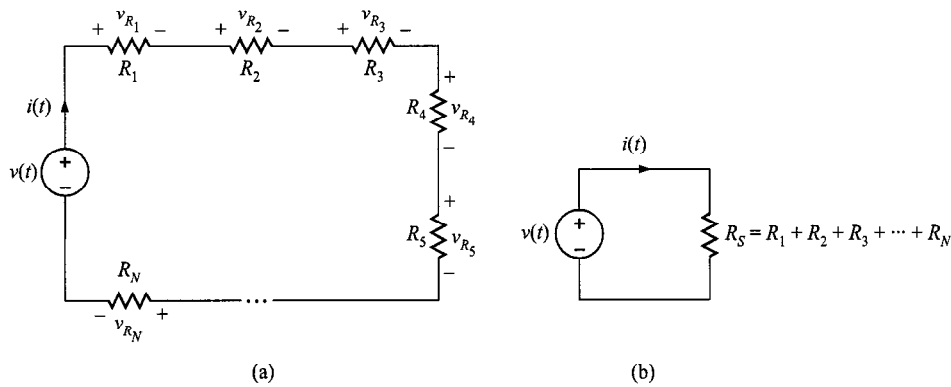 + v_{R_1} − + v_{R_2} − + v_{R_3} −
R_1 R_2 R_3
i(t)
+
R_4 v_{R_4}
−
v(t) + −
+
R_5 v_{R_5}
−
R_N
− v_{R_N} +
...
(a)
i(t)
v(t) + −
R_S = R_1 + R_2 + R_3 + ··· + R_N
(b)